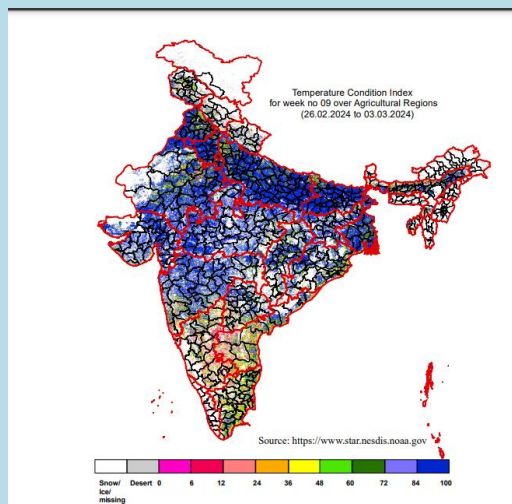 Temperature Condition Index
for week no 09 over Agricultural Regions
(26.02.2024 to 03.03.2024)
Source: https://www.star.nesdis.noaa.gov
Snow/ Desert 0 6 12 24 36 48 60 72 84 100
Ice/
missing